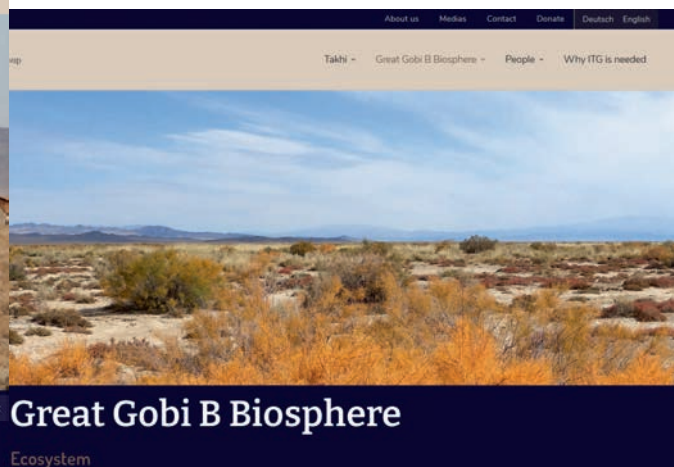 About us Medias Contact Donate Deutsch English
Takhi Great Gobi B Biosphere People Why ITG is needed
Great Gobi B Biosphere
Ecosystem